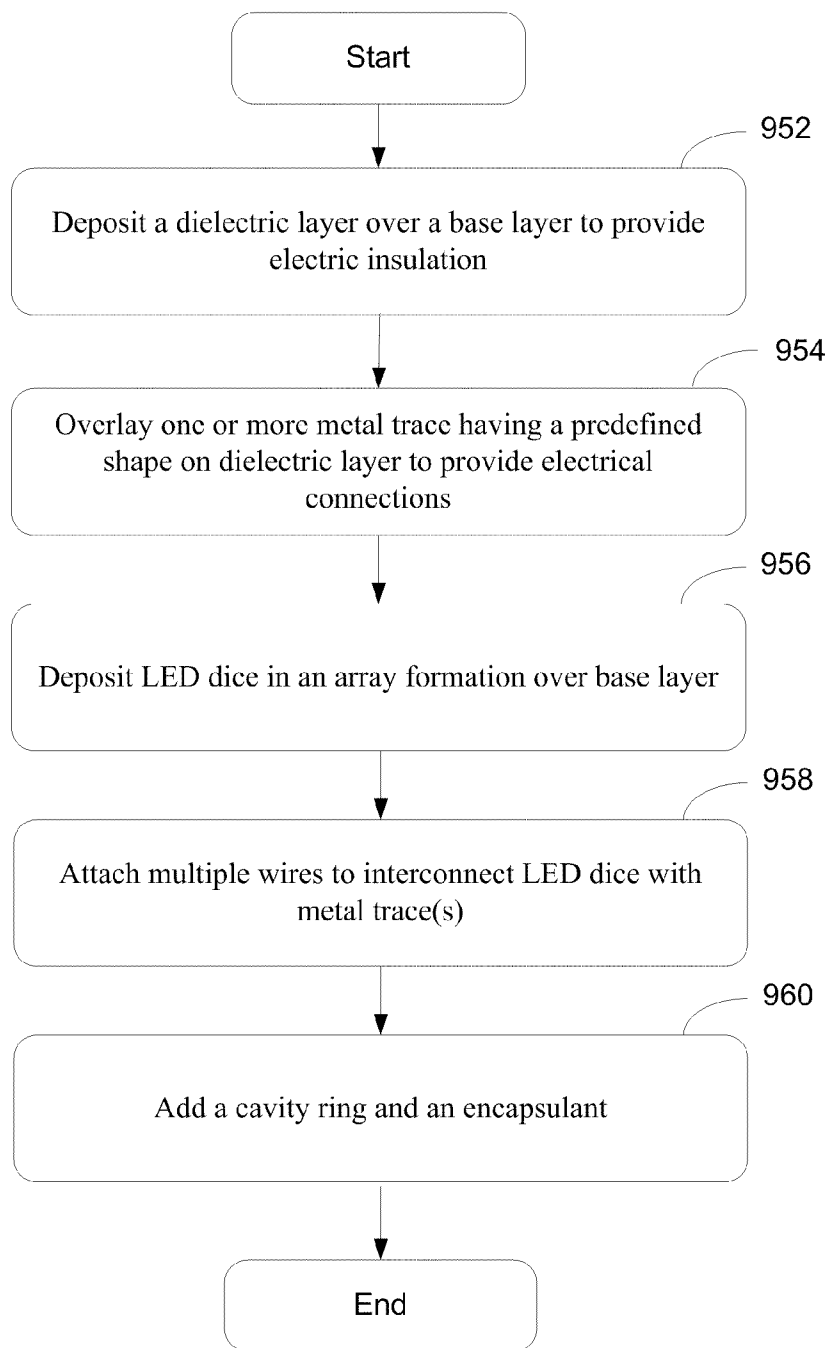 Start
952
Deposit a dielectric layer over a base layer to provide
electric insulation
954
Overlay one or more metal trace having a predefined
shape on dielectric layer to provide electrical
connections
956
Deposit LED dice in an array formation over base layer
958
Attach multiple wires to interconnect LED dice with
metal trace(s)
960
Add a cavity ring and an encapsulant
End